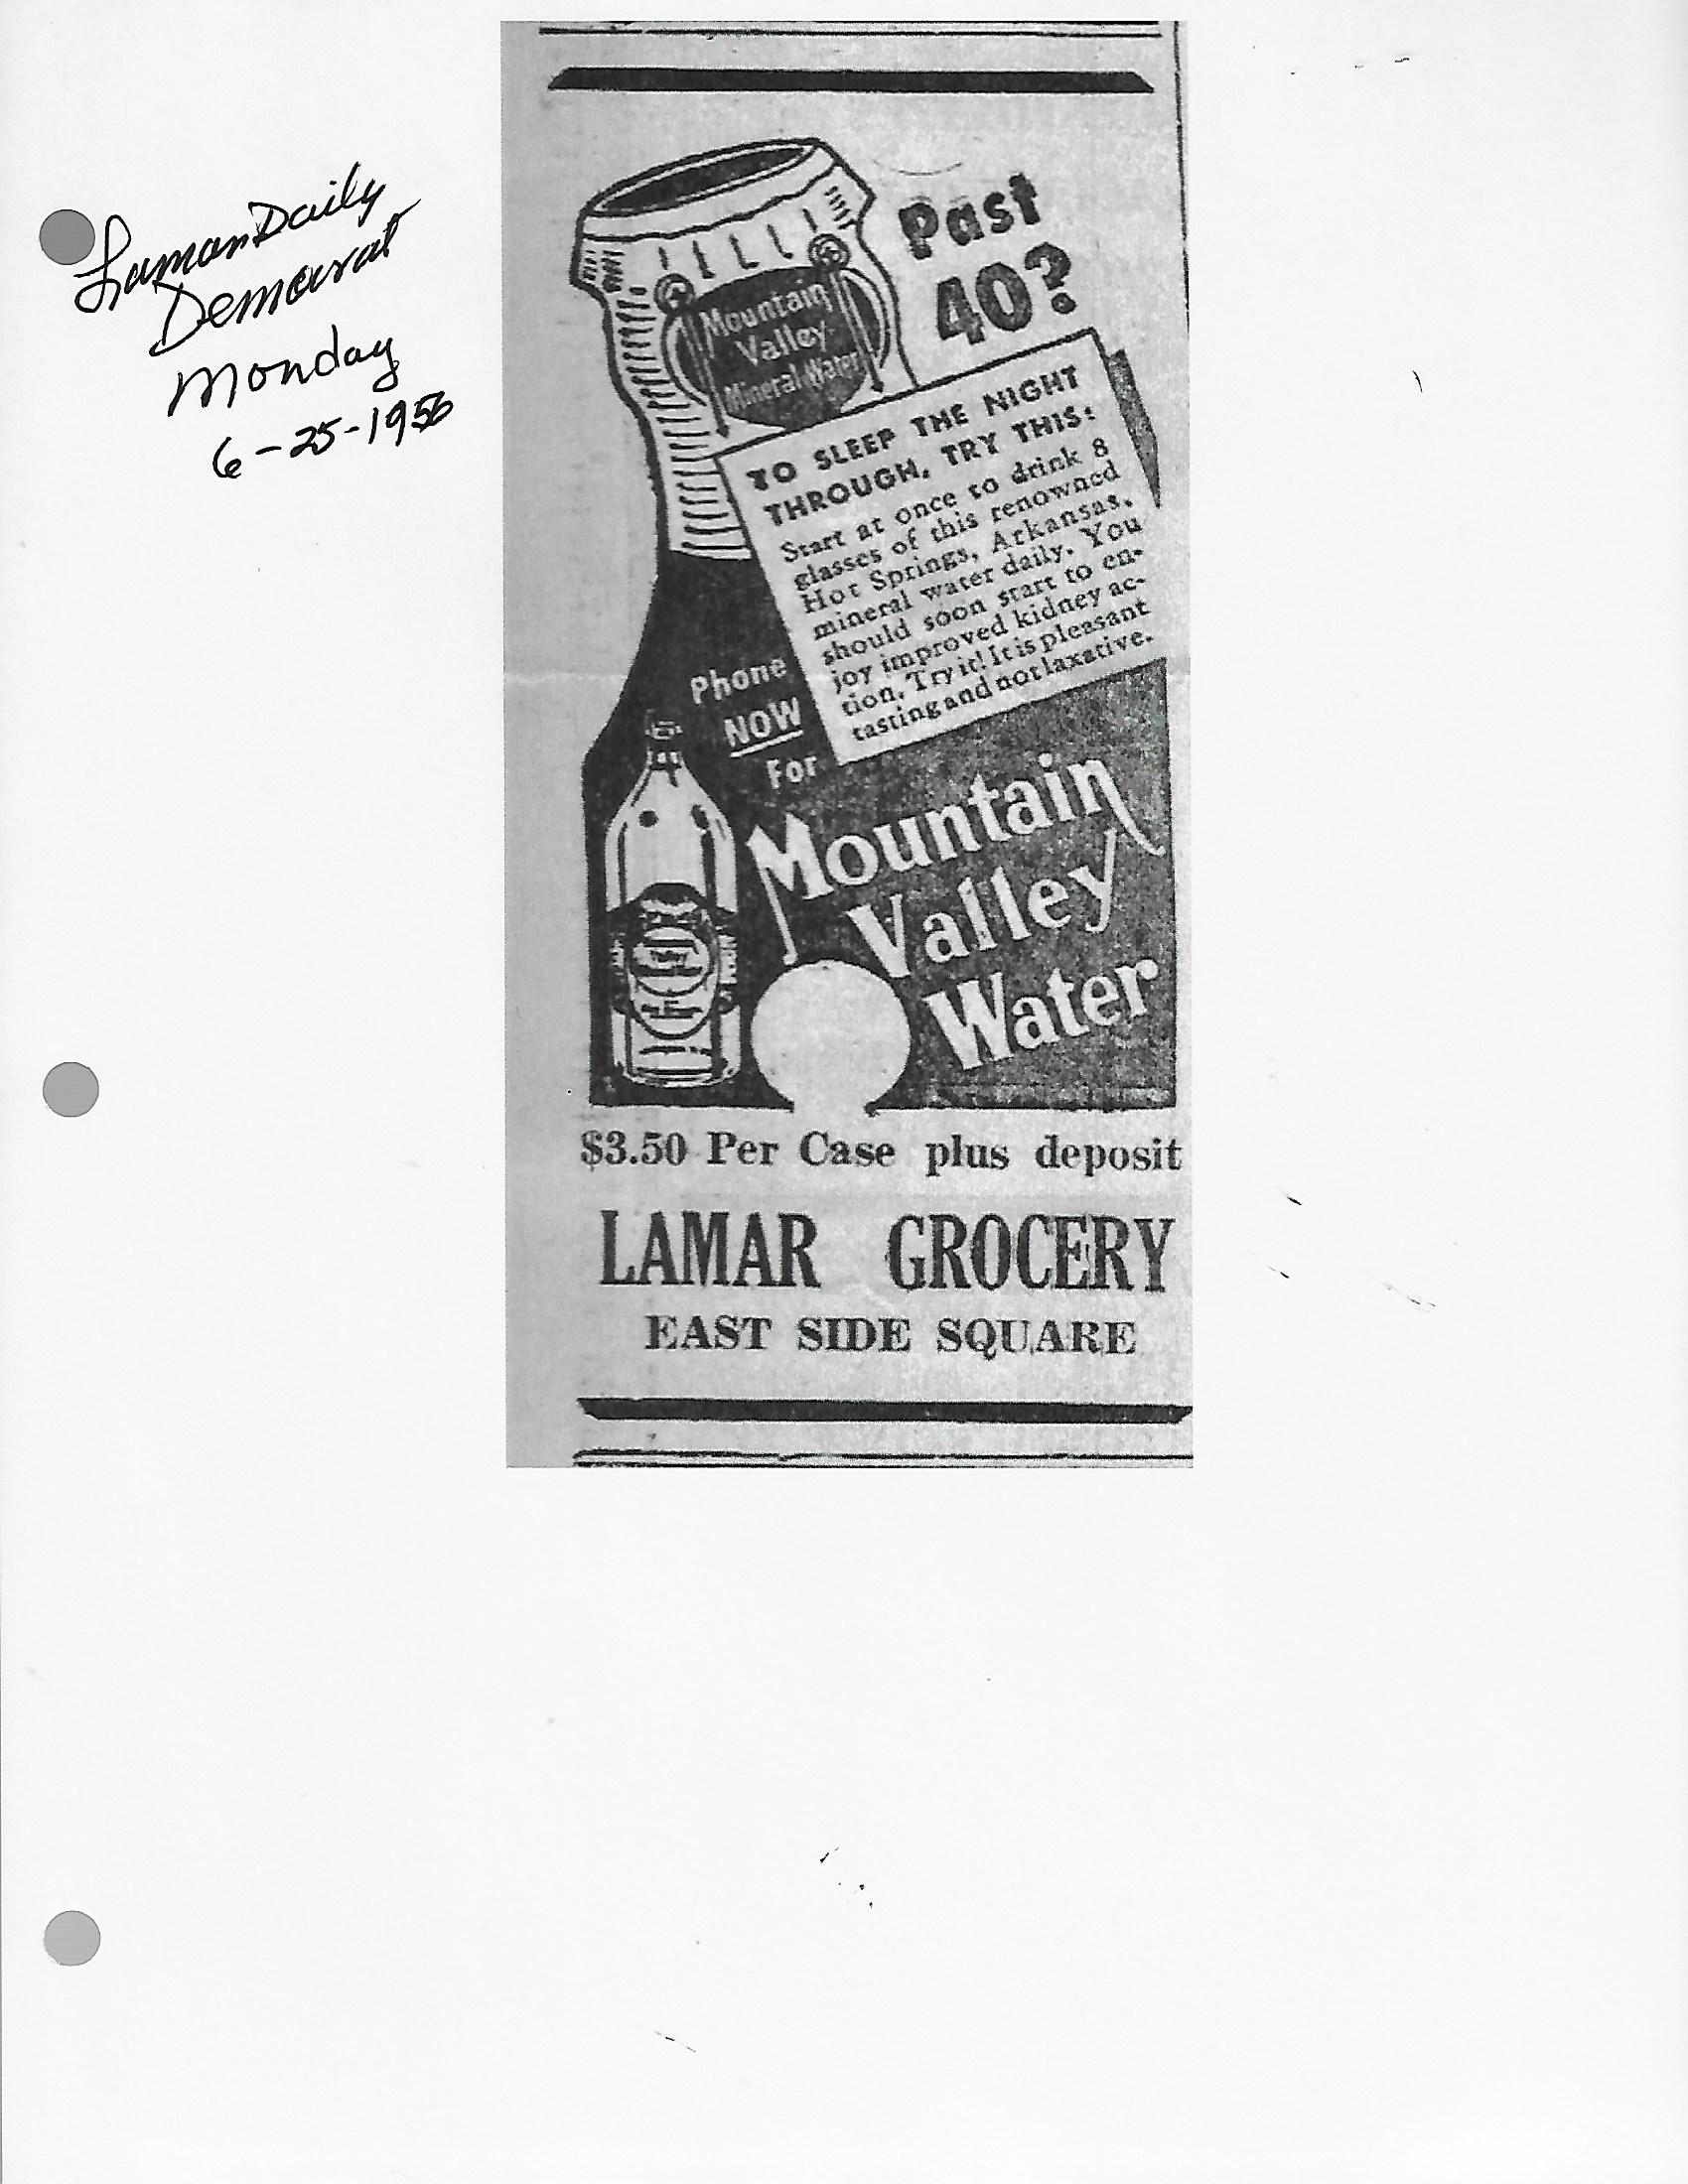 Lamar Daily
Democrat
Monday
6-25-1956
Past
40?
Mountain
Valley
Mineral Water
TO SLEEP THE NIGHT
THROUGH, TRY THIS:
Start at once to drink 8
glasses of this renowned
Hot Springs, Arkansas,
mineral water daily. You
should soon start to en-
joy improved kidney ac-
tion. Try it! It is pleasant
tasting and not laxative.
Phone
NOW
For
Mountain
Valley
Water
$3.50 Per Case plus deposit
LAMAR GROCERY
EAST SIDE SQUARE